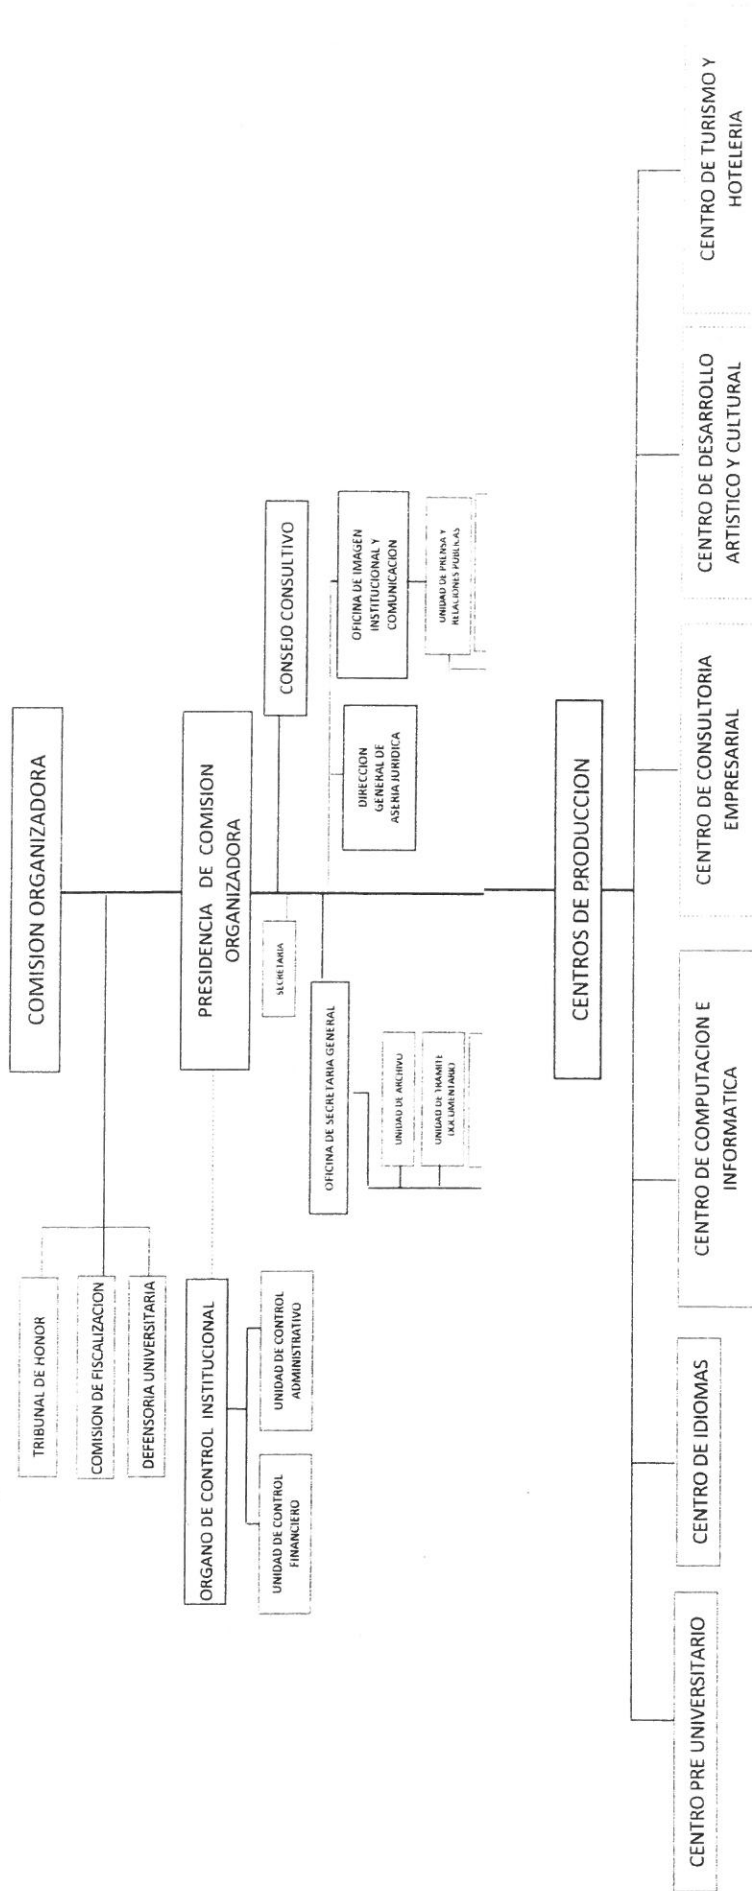 COMISION ORGANIZADORA
TRIBUNAL DE HONOR
COMISION DE FISCALIZACION
DEFENSORIA UNIVERSITARIA
PRESIDENCIA DE COMISION
ORGANIZADORA
ORGANO DE CONTROL INSTITUCIONAL
UNIDAD DE CONTROL
FINANCIERO
UNIDAD DE CONTROL
ADMINISTRATIVO
SECRETARIA
CONSEJO CONSULTIVO
OFICINA DE SECRETARIA GENERAL
UNIDAD DE ARCHIVO
UNIDAD DE TRAMITE
DOCUMENTARIO
DIRECCION
GENERAL DE
ASERIA JURIDICA
OFICINA DE IMAGEN
INSTITUCIONAL Y
COMUNICACION
UNIDAD DE PRENSA Y
RELACIONES PUBLICAS
CENTROS DE PRODUCCION
CENTRO PRE UNIVERSITARIO
CENTRO DE IDIOMAS
CENTRO DE COMPUTACION E
INFORMATICA
CENTRO DE CONSULTORIA
EMPRESARIAL
CENTRO DE DESARROLLO
ARTISTICO Y CULTURAL
CENTRO DE TURISMO Y
HOTELERIA